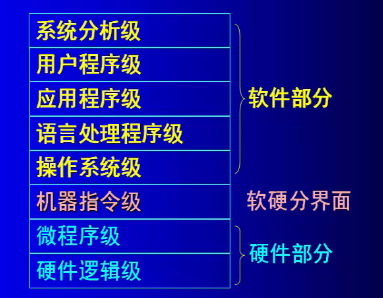 系统分析级
用户程序级
应用程序级
语言处理程序级
操作系统级
机器指令级
微程序级
硬件逻辑级
软件部分
软硬分界面
硬件部分